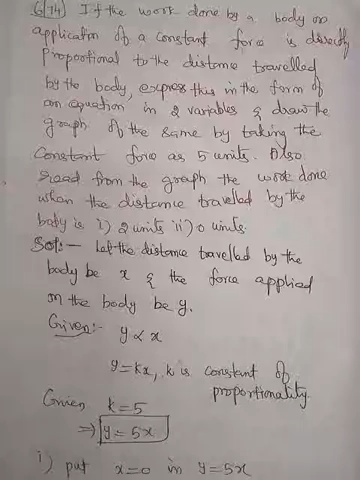 6(74) If the work done by a body on
application of a constant force is directly
proportional to the distance travelled
by the body, express this in the form of
an equation in 2 variables & draw the
graph of the same by taking the
constant force as 5 units. Also
read from the graph the work done
when the distance travelled by the
body is i) 2 units ii) 0 units.
Sol:- Let the distance travelled by the
body be x & the force applied
on the body be y.
Given:- y ∝ x
y = kx, k is constant of
proportionality.
Given k = 5
⇒ y = 5x
i) put x = 0 in y = 5x